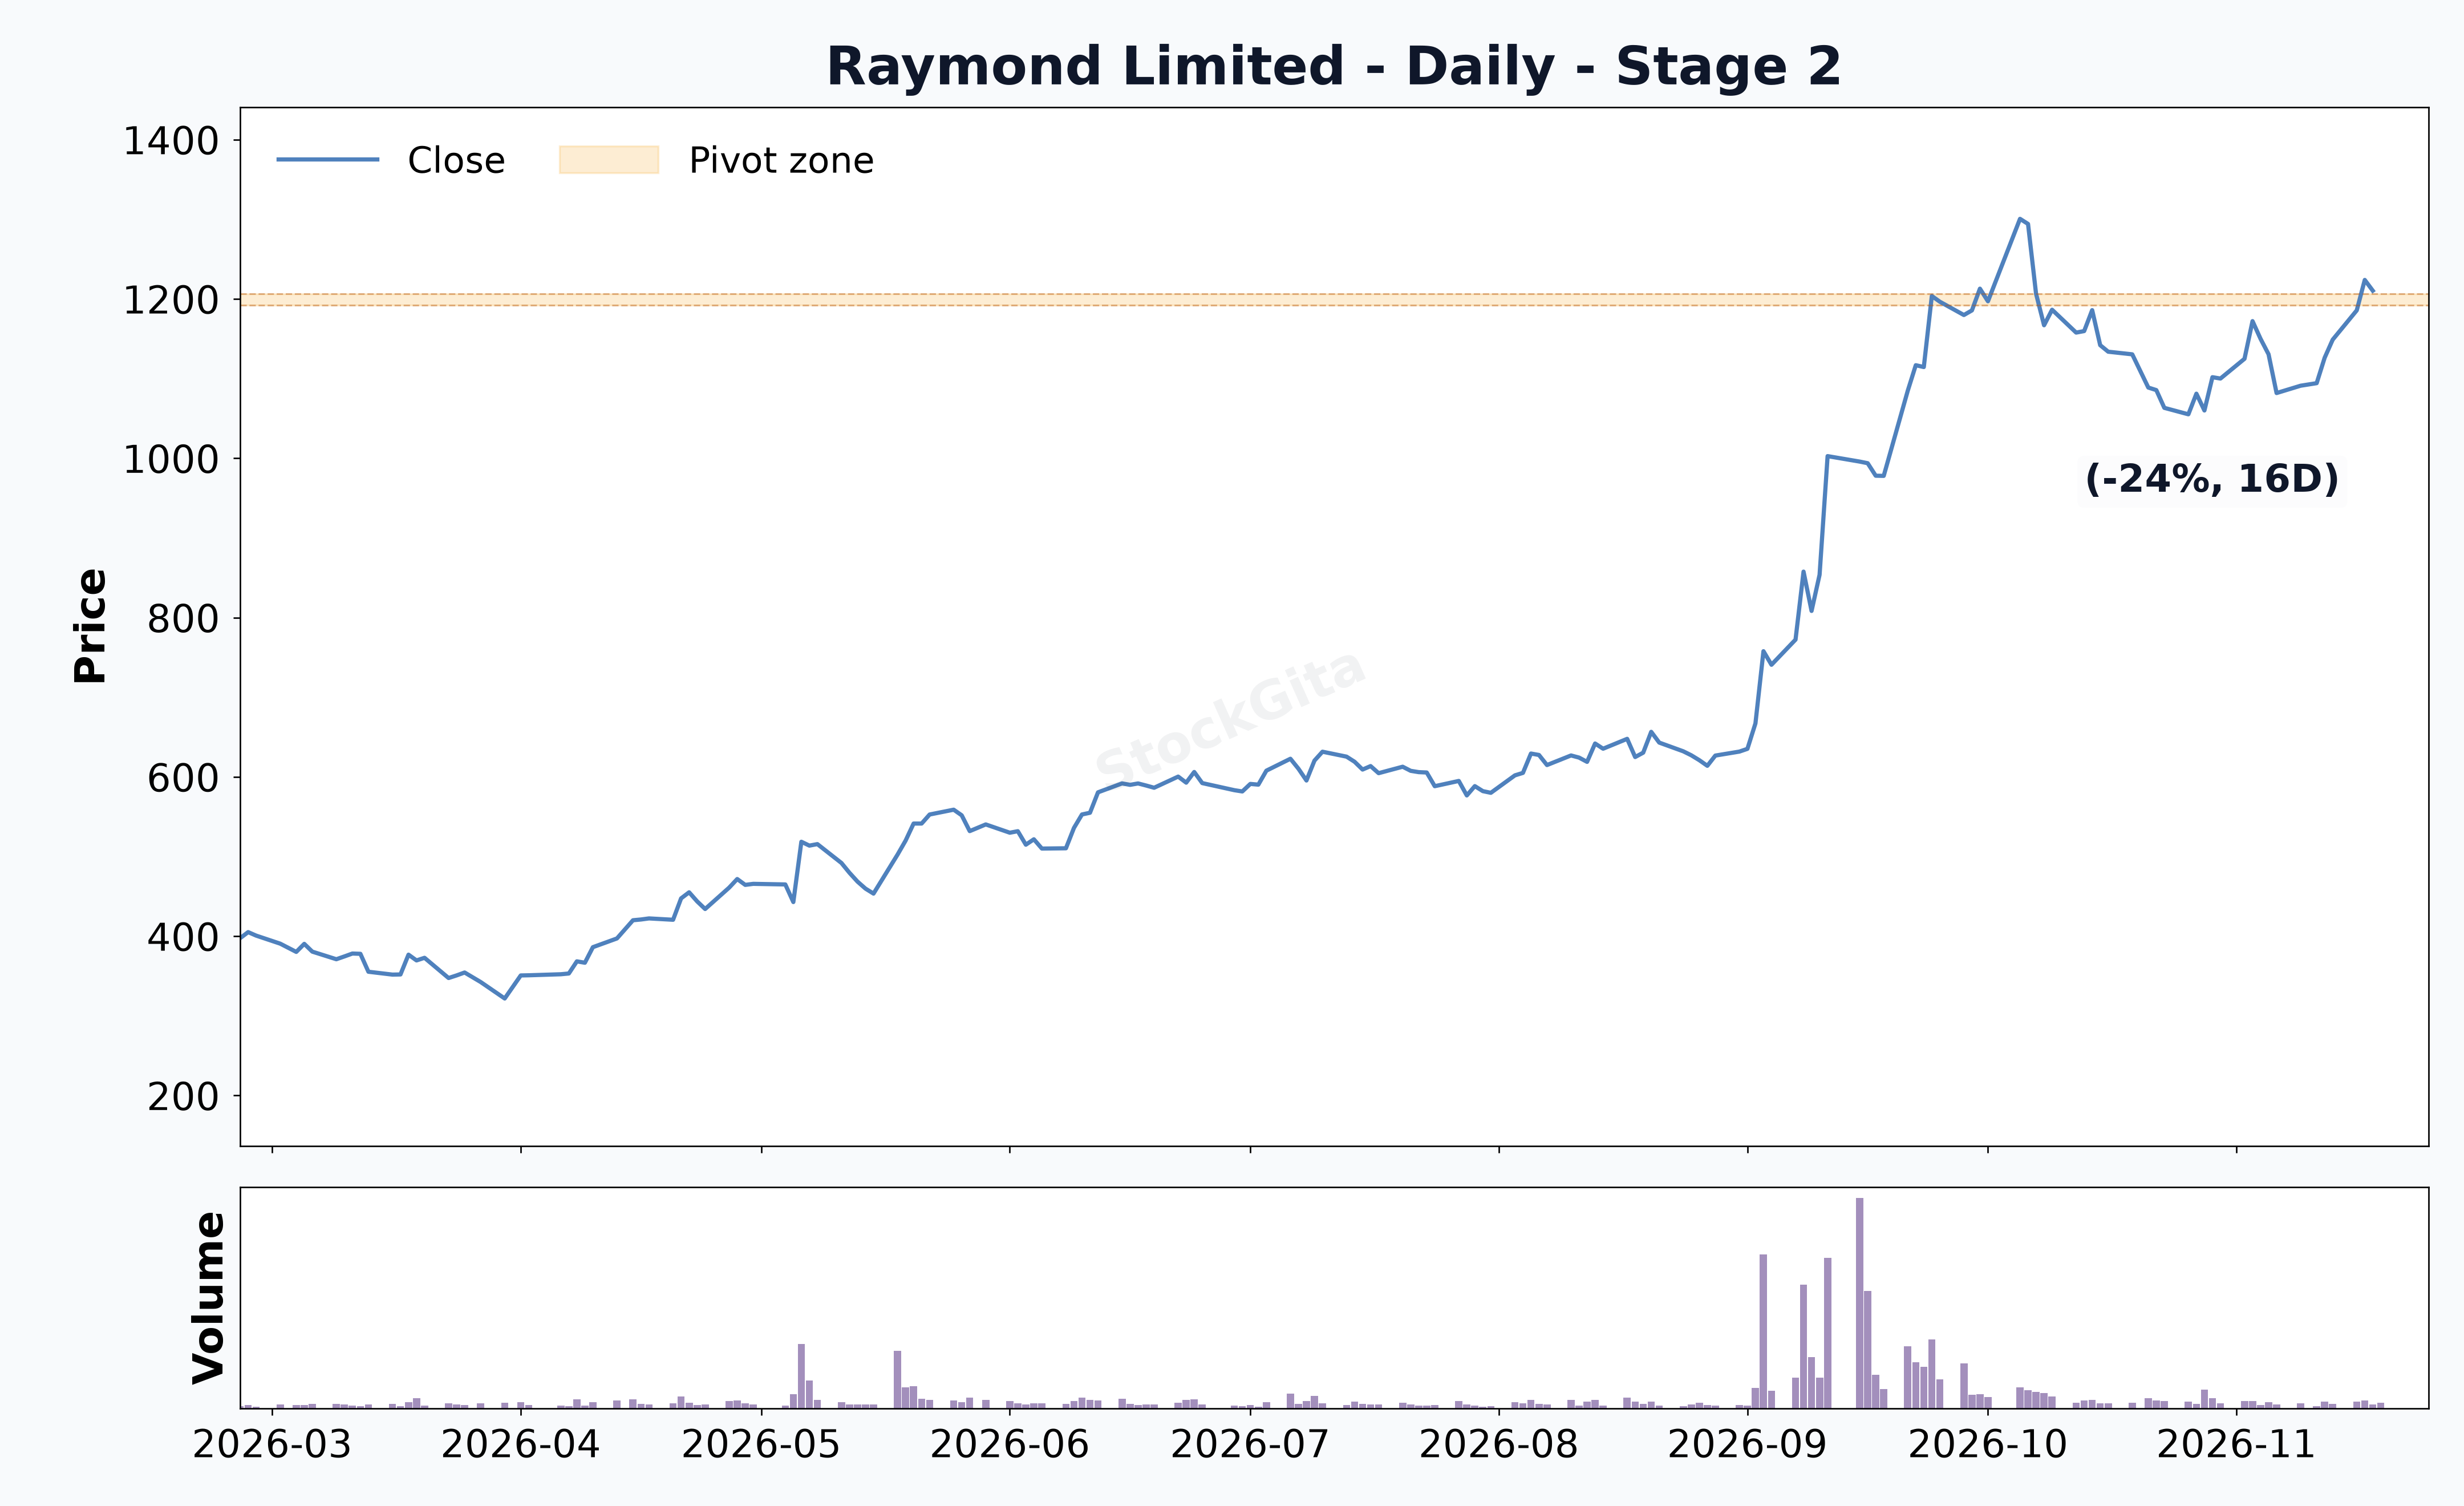 Raymond Limited - Daily - Stage 2
Close
Pivot zone
1400
1200
1000
800
600
400
200
Price
(-24%, 16D)
StockGita
Volume
2026-03
2026-04
2026-05
2026-06
2026-07
2026-08
2026-09
2026-10
2026-11